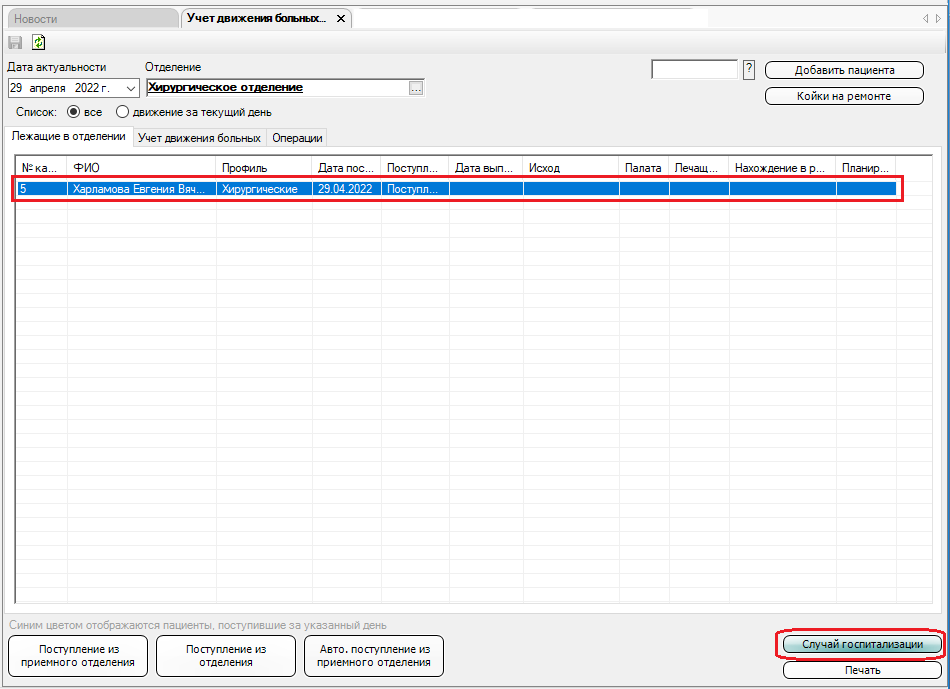 Новости
Учет движения больных...
Дата актуальности
Отделение
29 апреля 2022 г.
Хирургическое отделение
...
?
Добавить пациента
Койки на ремонте
Список: все движение за текущий день
Лежащие в отделении Учет движения больных Операции
№ ка... ФИО Профиль Дата пос... Поступл... Дата вып... Исход Палата Лечащ... Нахождение в р... Планир...
5 Харламова Евгения Вяч... Хирургические 29.04.2022 Поступл...
Синим цветом отображаются пациенты, поступившие за указанный день
Поступление из
приемного отделения
Поступление из
отделения
Авто. поступление из
приемного отделения
Случай госпитализации
Печать